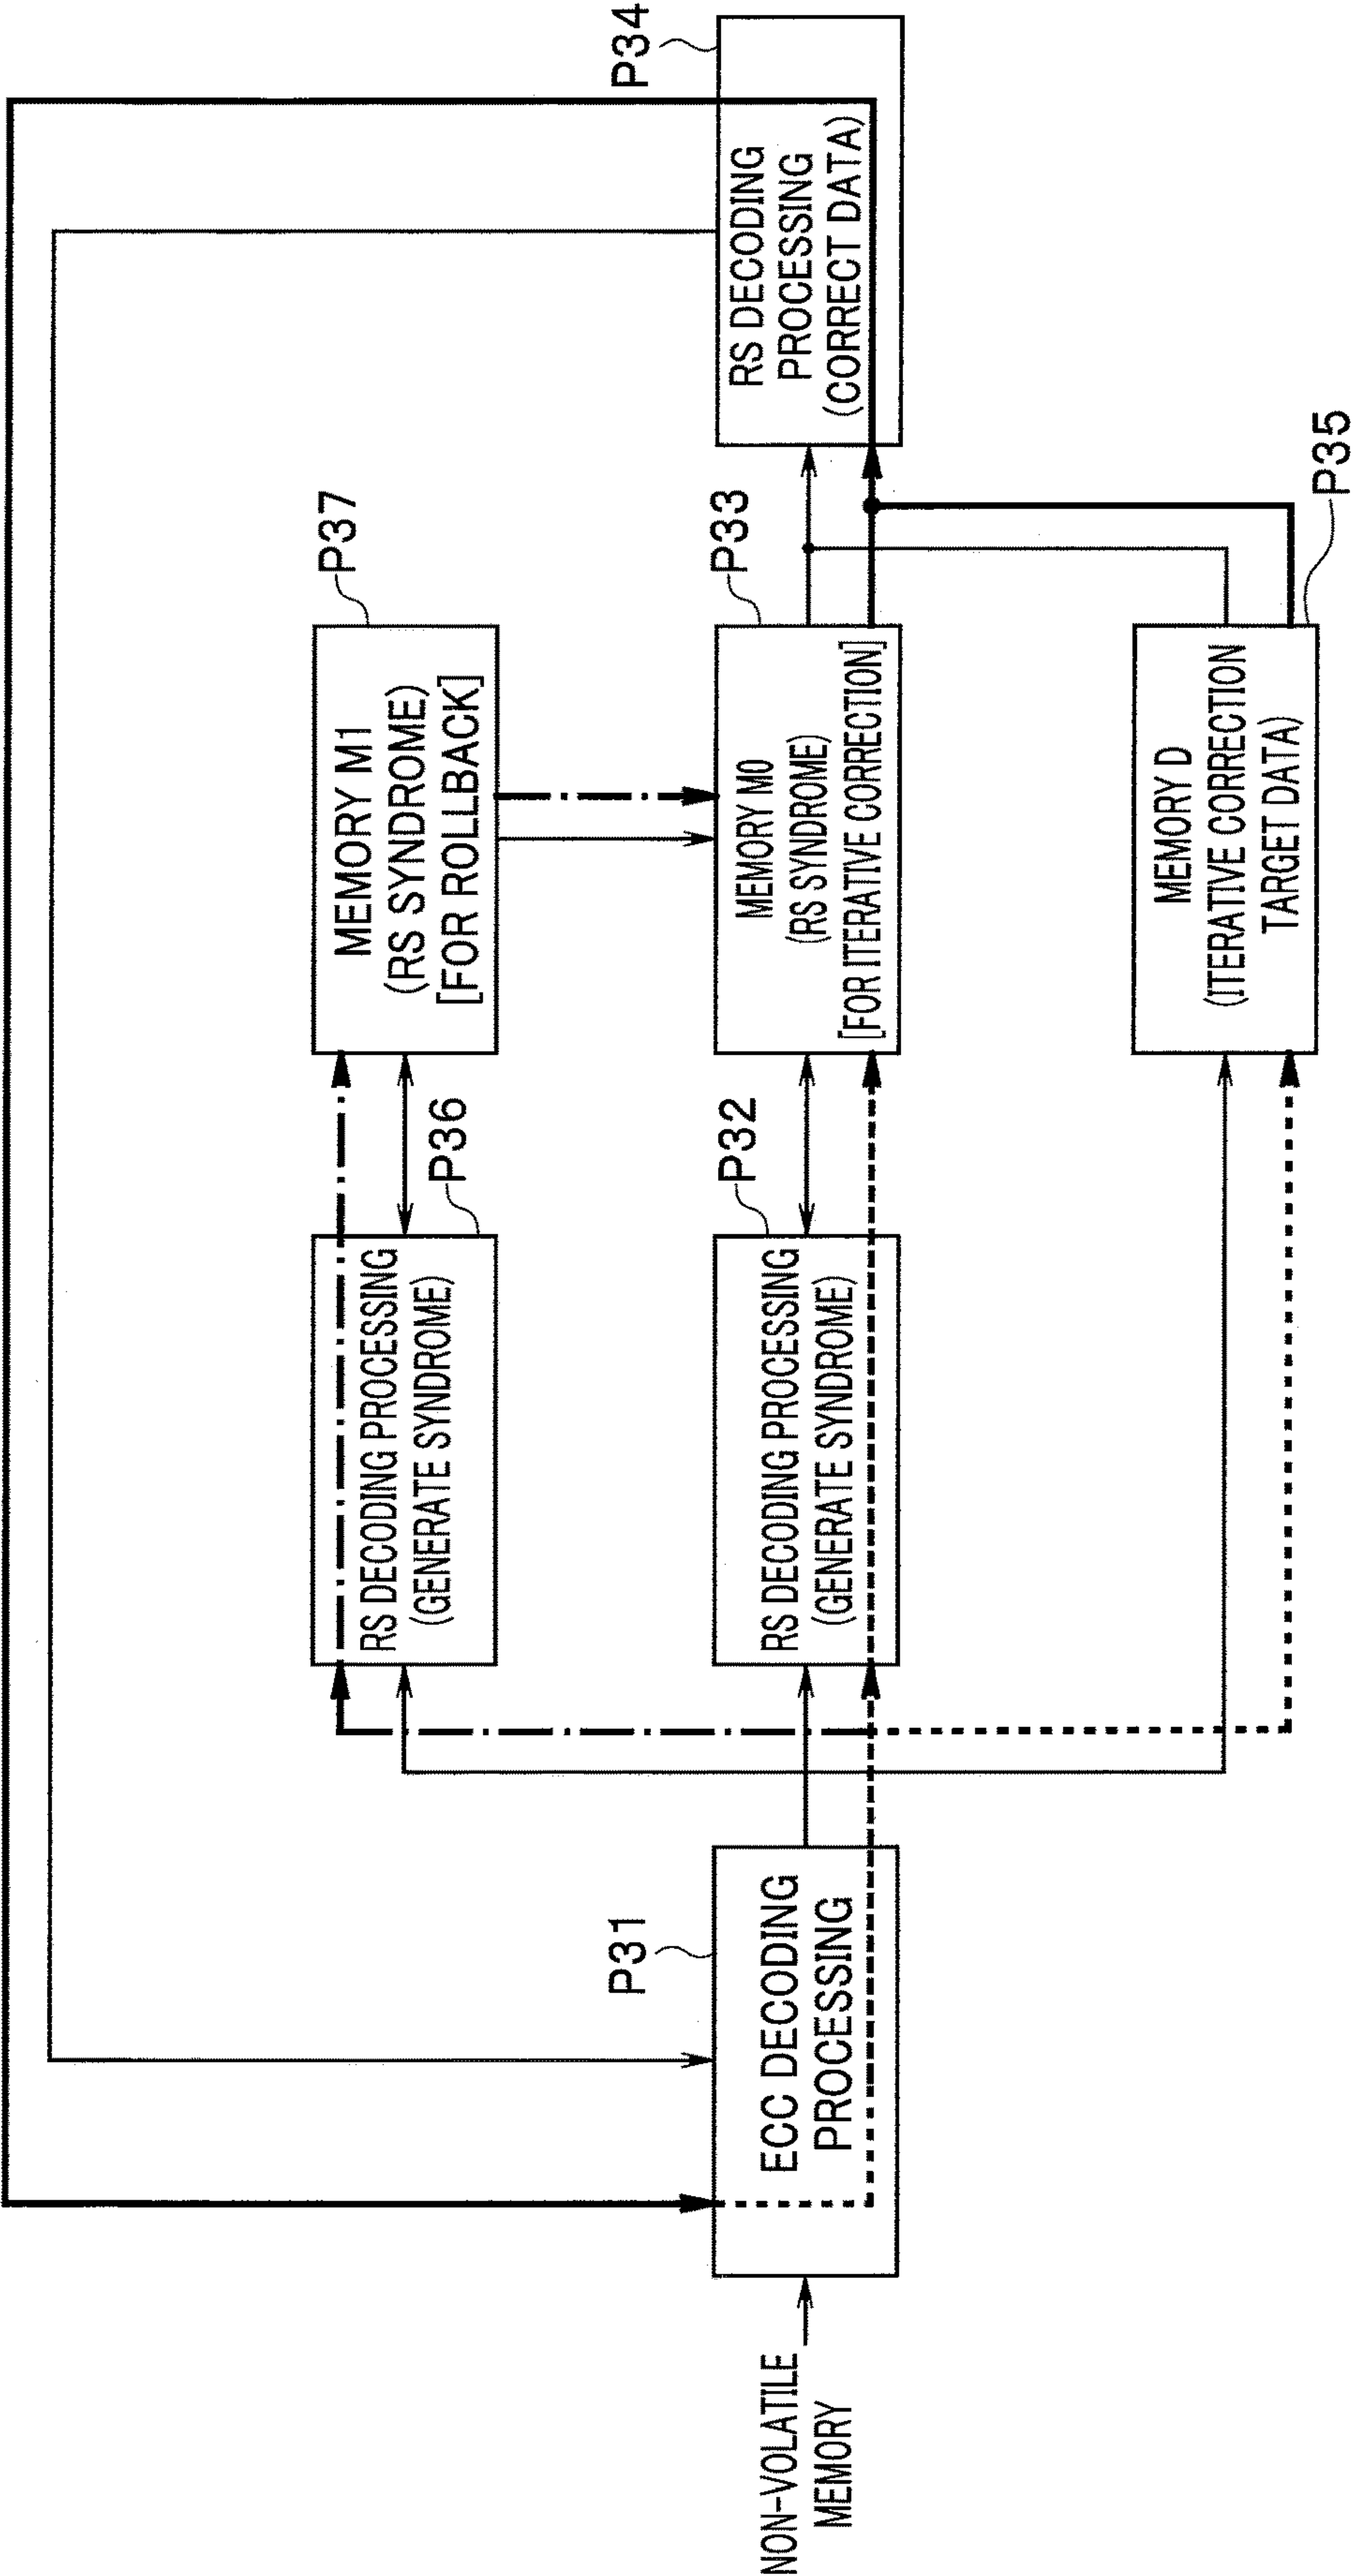 NON-VOLATILE
MEMORY
P31
ECC DECODING
PROCESSING
P36
RS DECODING PROCESSING
(GENERATE SYNDROME)
P32
RS DECODING PROCESSING
(GENERATE SYNDROME)
P37
MEMORY M1
(RS SYNDROME)
[FOR ROLLBACK]
P33
MEMORY M0
(RS SYNDROME)
[FOR ITERATIVE CORRECTION]
P35
MEMORY D
(ITERATIVE CORRECTION
TARGET DATA)
P34
RS DECODING
PROCESSING
(CORRECT DATA)